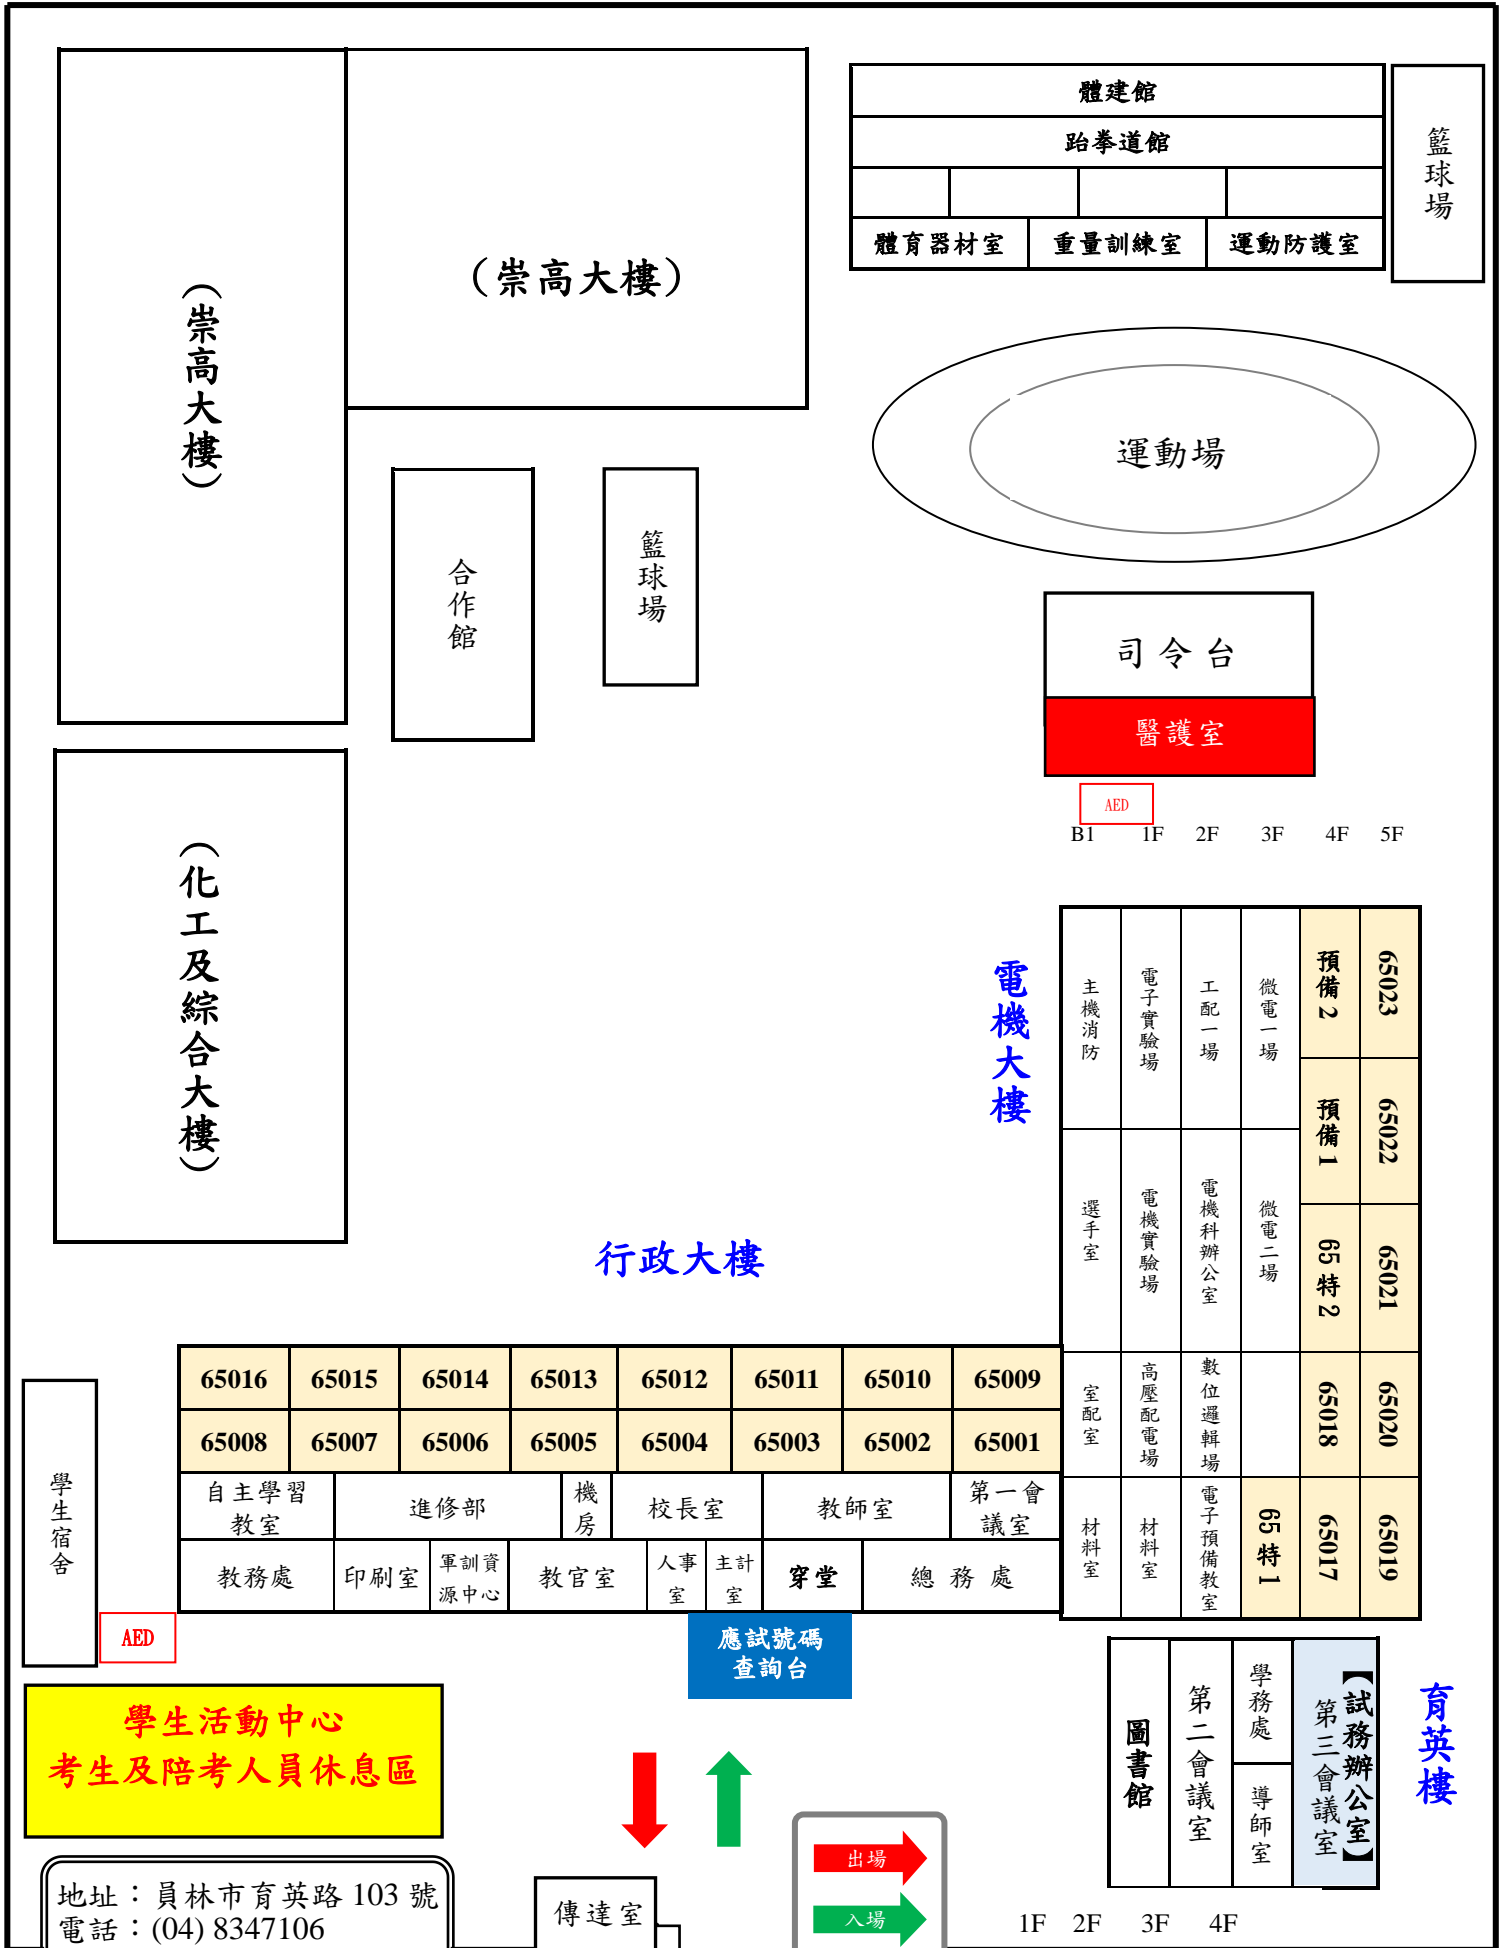 體建館
跆拳道館
體育器材室 重量訓練室 運動防護室
籃球場
（崇高大樓）
（崇高大樓）
運動場
合作館
籃球場
司令台
醫護室
AED
B1 1F 2F 3F 4F 5F
（化工及綜合大樓）
電機大樓
主機消防 電子實驗場 工配一場 微電一場 預備2 65023
預備1 65022
選手室 電機實驗場 電機科辦公室 微電二場 65特2 65021
室配室 高壓配電場 數位邏輯場 65018 65020
材料室 材料室 電子預備教室 65特1 65017 65019
行政大樓
65016 65015 65014 65013 65012 65011 65010 65009
65008 65007 65006 65005 65004 65003 65002 65001
自主學習
教室
進修部
機房
校長室
教師室
第一會
議室
教務處
印刷室
軍訓資
源中心
教官室
人事
室
主計
室
穿堂
總務處
學生宿舍
AED
應試號碼
查詢台
學生活動中心
考生及陪考人員休息區
圖書館
第二會議室
學務處
導師室
【試務辦公室】
第三會議室
育英樓
出場
入場
傳達室
地址：員林市育英路 103 號
電話：(04) 8347106
1F 2F 3F 4F